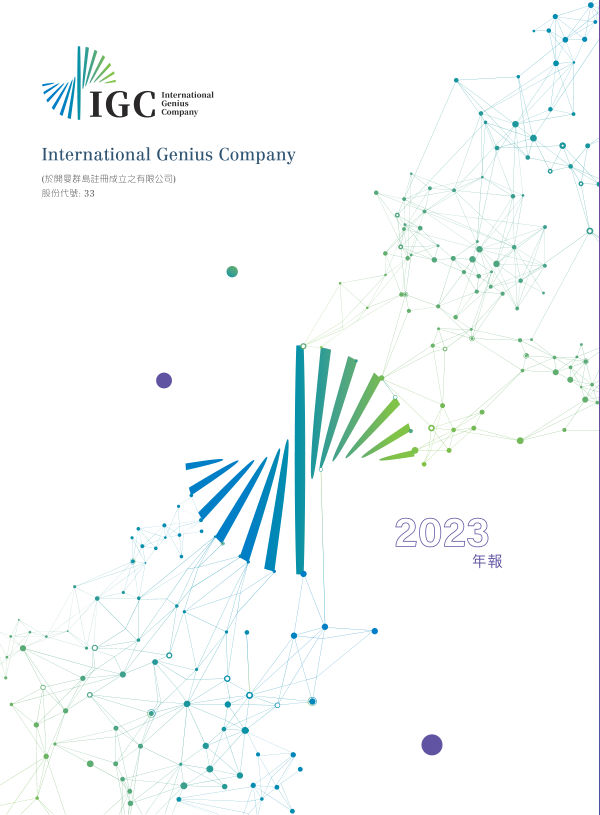 IGC
International
Genius
Company
International Genius Company
(於開曼群島註冊成立之有限公司)
股份代號: 33
2023
年報